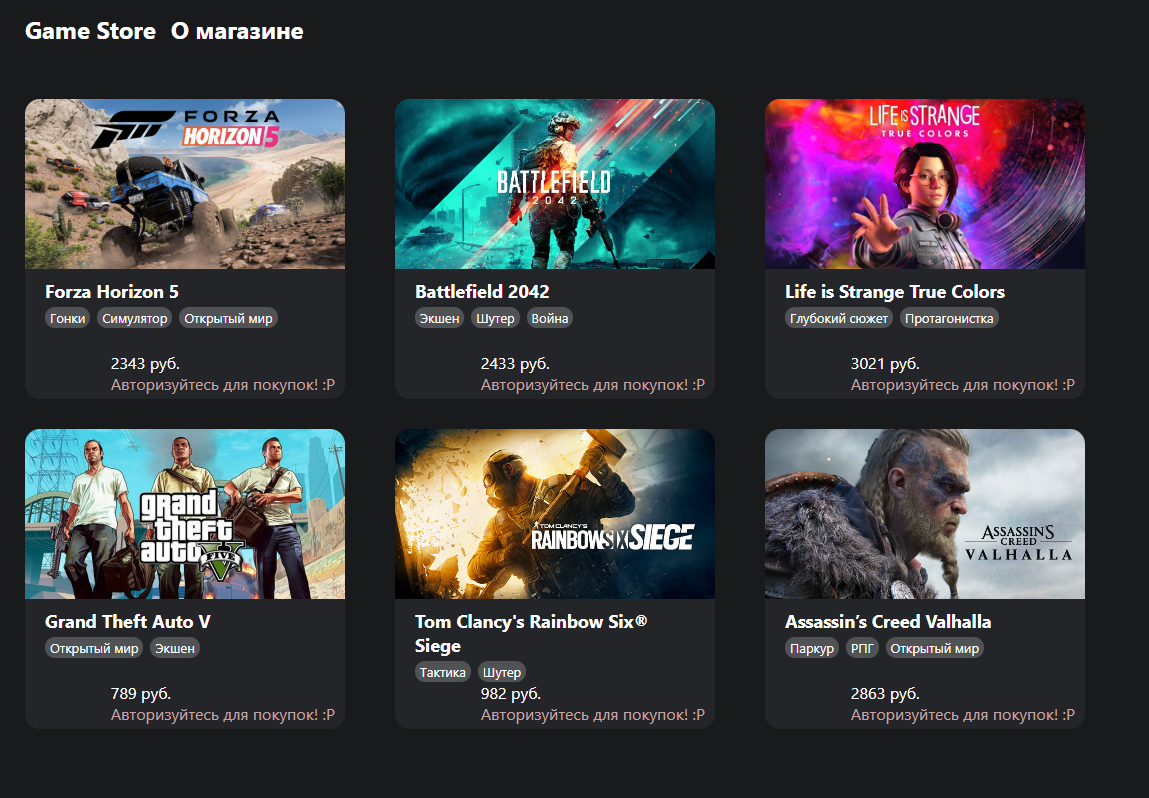 Game Store О магазине
FORZA
HORIZON 5
BATTLEFIELD
2042
LIFE IS STRANGE
TRUE COLORS
Forza Horizon 5
Гонки Симулятор Открытый мир
2343 руб.
Авторизуйтесь для покупок! :P
Battlefield 2042
Экшен Шутер Война
2433 руб.
Авторизуйтесь для покупок! :P
Life is Strange True Colors
Глубокий сюжет Протагонистка
3021 руб.
Авторизуйтесь для покупок! :P
grand
theft
auto
FIVE
TOM CLANCY'S
RAINBOWSIX SIEGE
ASSASSIN'S
CREED
VALHALLA
Grand Theft Auto V
Открытый мир Экшен
789 руб.
Авторизуйтесь для покупок! :P
Tom Clancy's Rainbow Six®
Siege
Тактика Шутер
982 руб.
Авторизуйтесь для покупок! :P
Assassin’s Creed Valhalla
Паркур РПГ Открытый мир
2863 руб.
Авторизуйтесь для покупок! :P